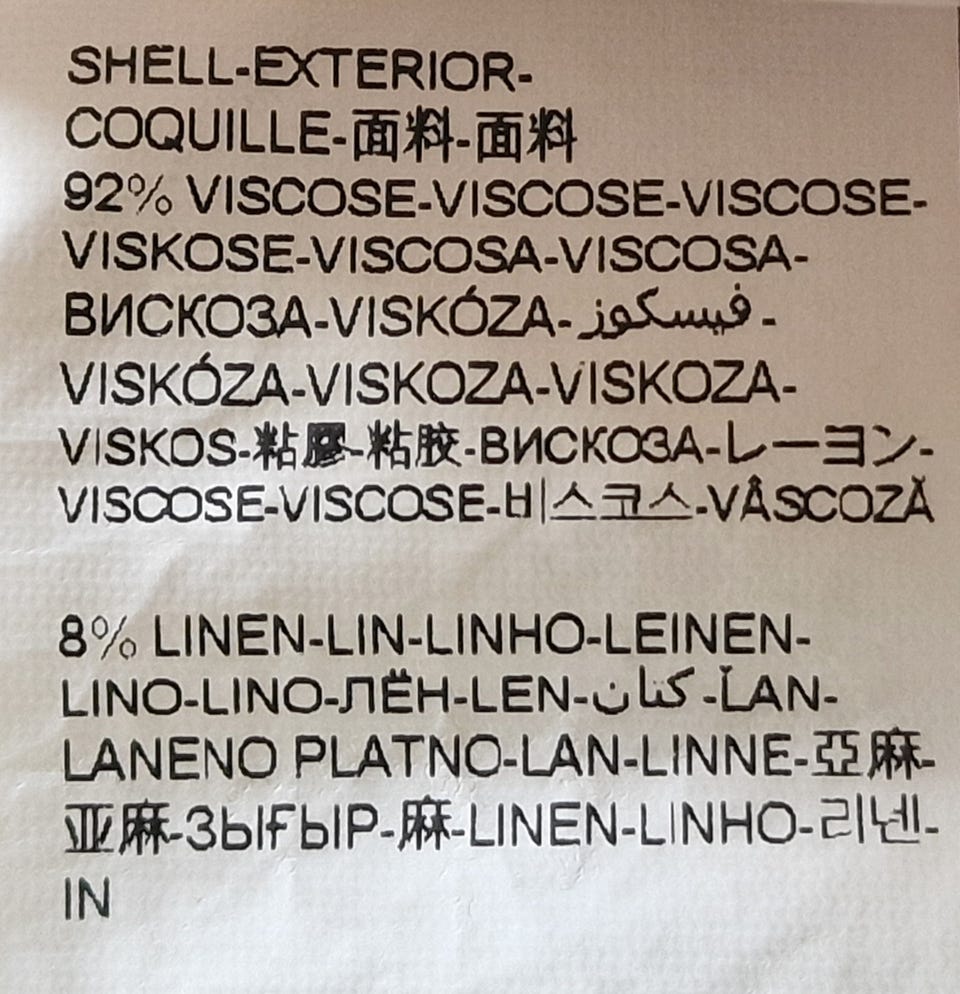 SHELL-EXTERIOR-
COQUILLE-面料-面料
92% VISCOSE-VISCOSE-VISCOSE-
VISKOSE-VISCOSA-VISCOSA-
ВИСКОЗА-VISKÓZA-فيسكوز-
VISKÓZA-VISKOZA-VISKOZA-
VISKOS-粘膠-粘胶-ВИСКОЗА-レーヨン-
VISCOSE-VISCOSE-비스코스-VÂSCOZĂ
8% LINEN-LIN-LINHO-LEINEN-
LINO-LINO-ЛЁН-LEN-كتان-ĽAN-
LANENO PLATNO-LAN-LINNE-亞麻-
亚麻-ЗЫҒЫР-麻-LINEN-LINHO-리넨-
IN